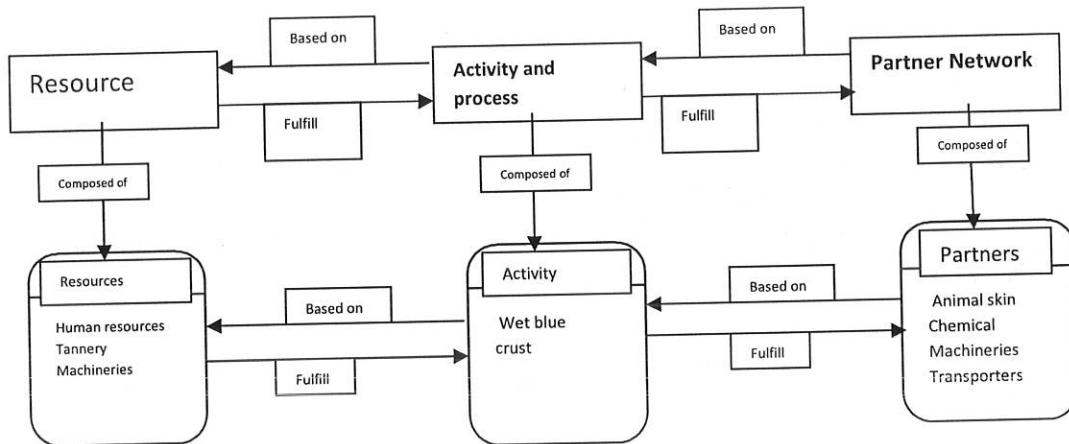 Based on
Based on
Resource
Activity and
process
Partner Network
Fulfill
Fulfill
Composed of
Composed of
Composed of
Resources
Activity
Partners
Based on
Based on
Human resources
Tannery
Machineries
Wet blue
crust
Animal skin
Chemical
Machineries
Transporters
Fulfill
Fulfill